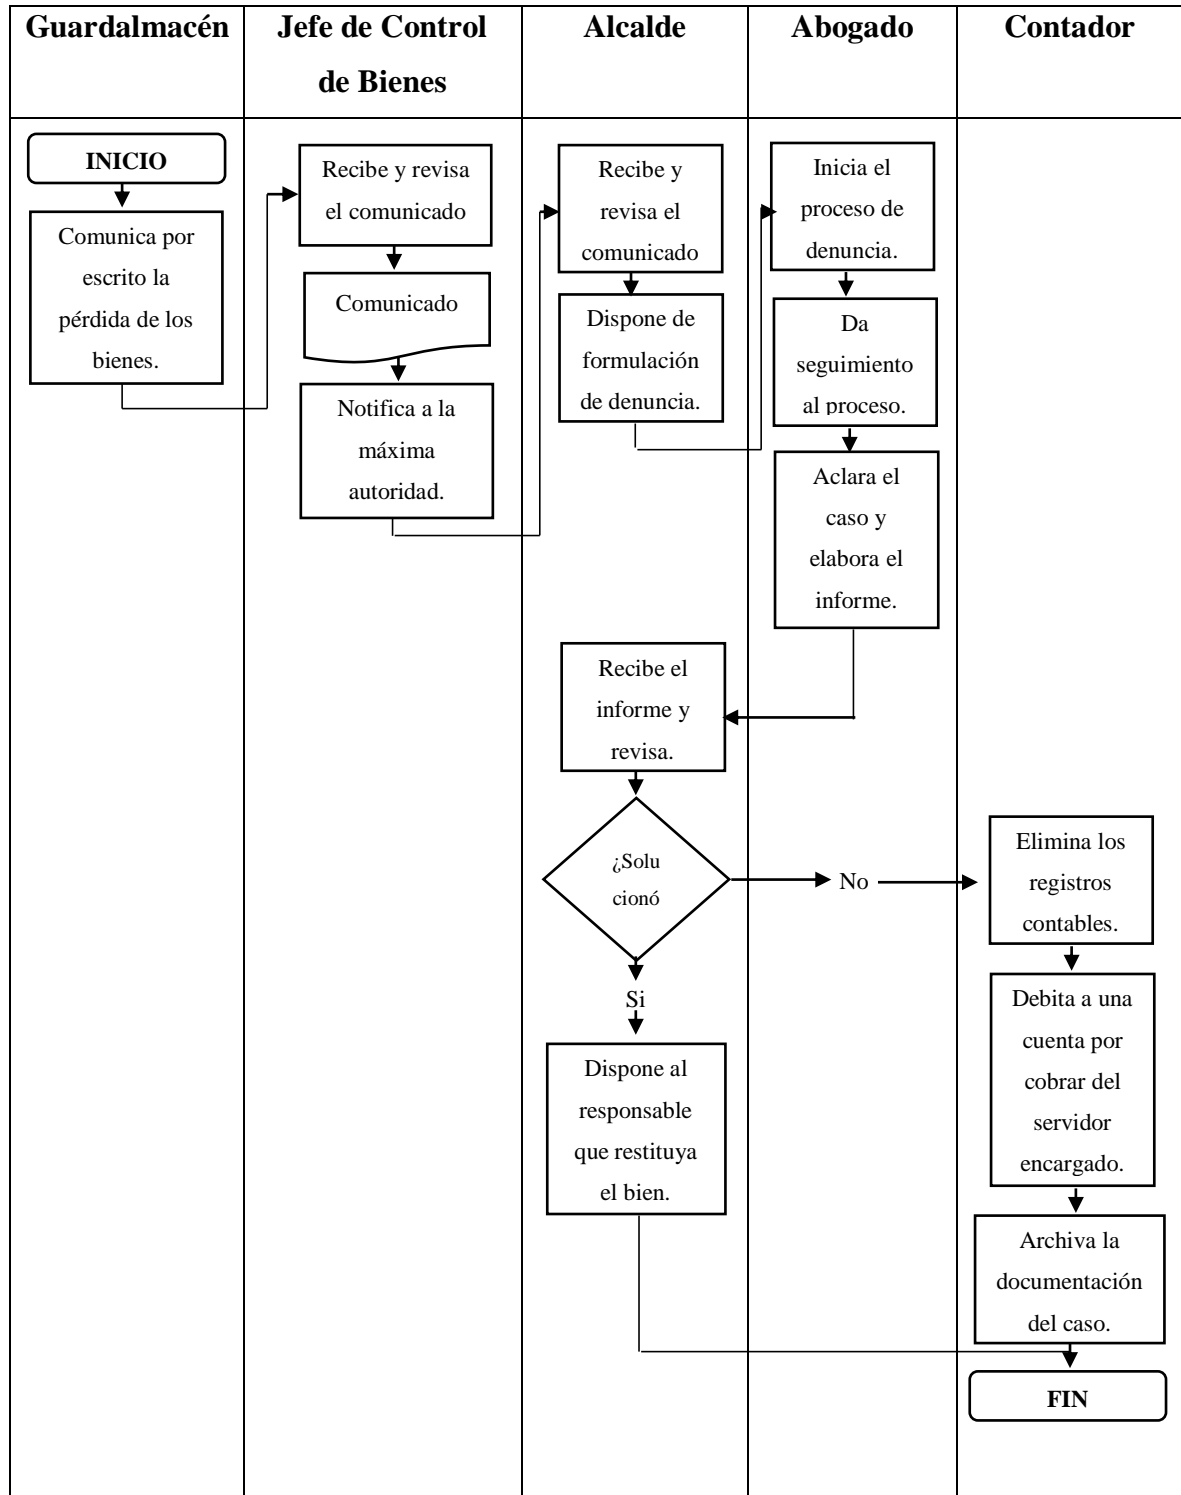 Guardalmacén
Jefe de Control
de Bienes
Alcalde
Abogado
Contador
INICIO
Comunica por
escrito la
pérdida de los
bienes.
Recibe y revisa
el comunicado
Comunicado
Notifica a la
máxima
autoridad.
Recibe y
revisa el
comunicado
Dispone de
formulación
de denuncia.
Inicia el
proceso de
denuncia.
Da
seguimiento
al proceso.
Aclara el
caso y
elabora el
informe.
Recibe el
informe y
revisa.
¿Solu
cionó
No
Si
Dispone al
responsable
que restituya
el bien.
Elimina los
registros
contables.
Debita a una
cuenta por
cobrar del
servidor
encargado.
Archiva la
documentación
del caso.
FIN